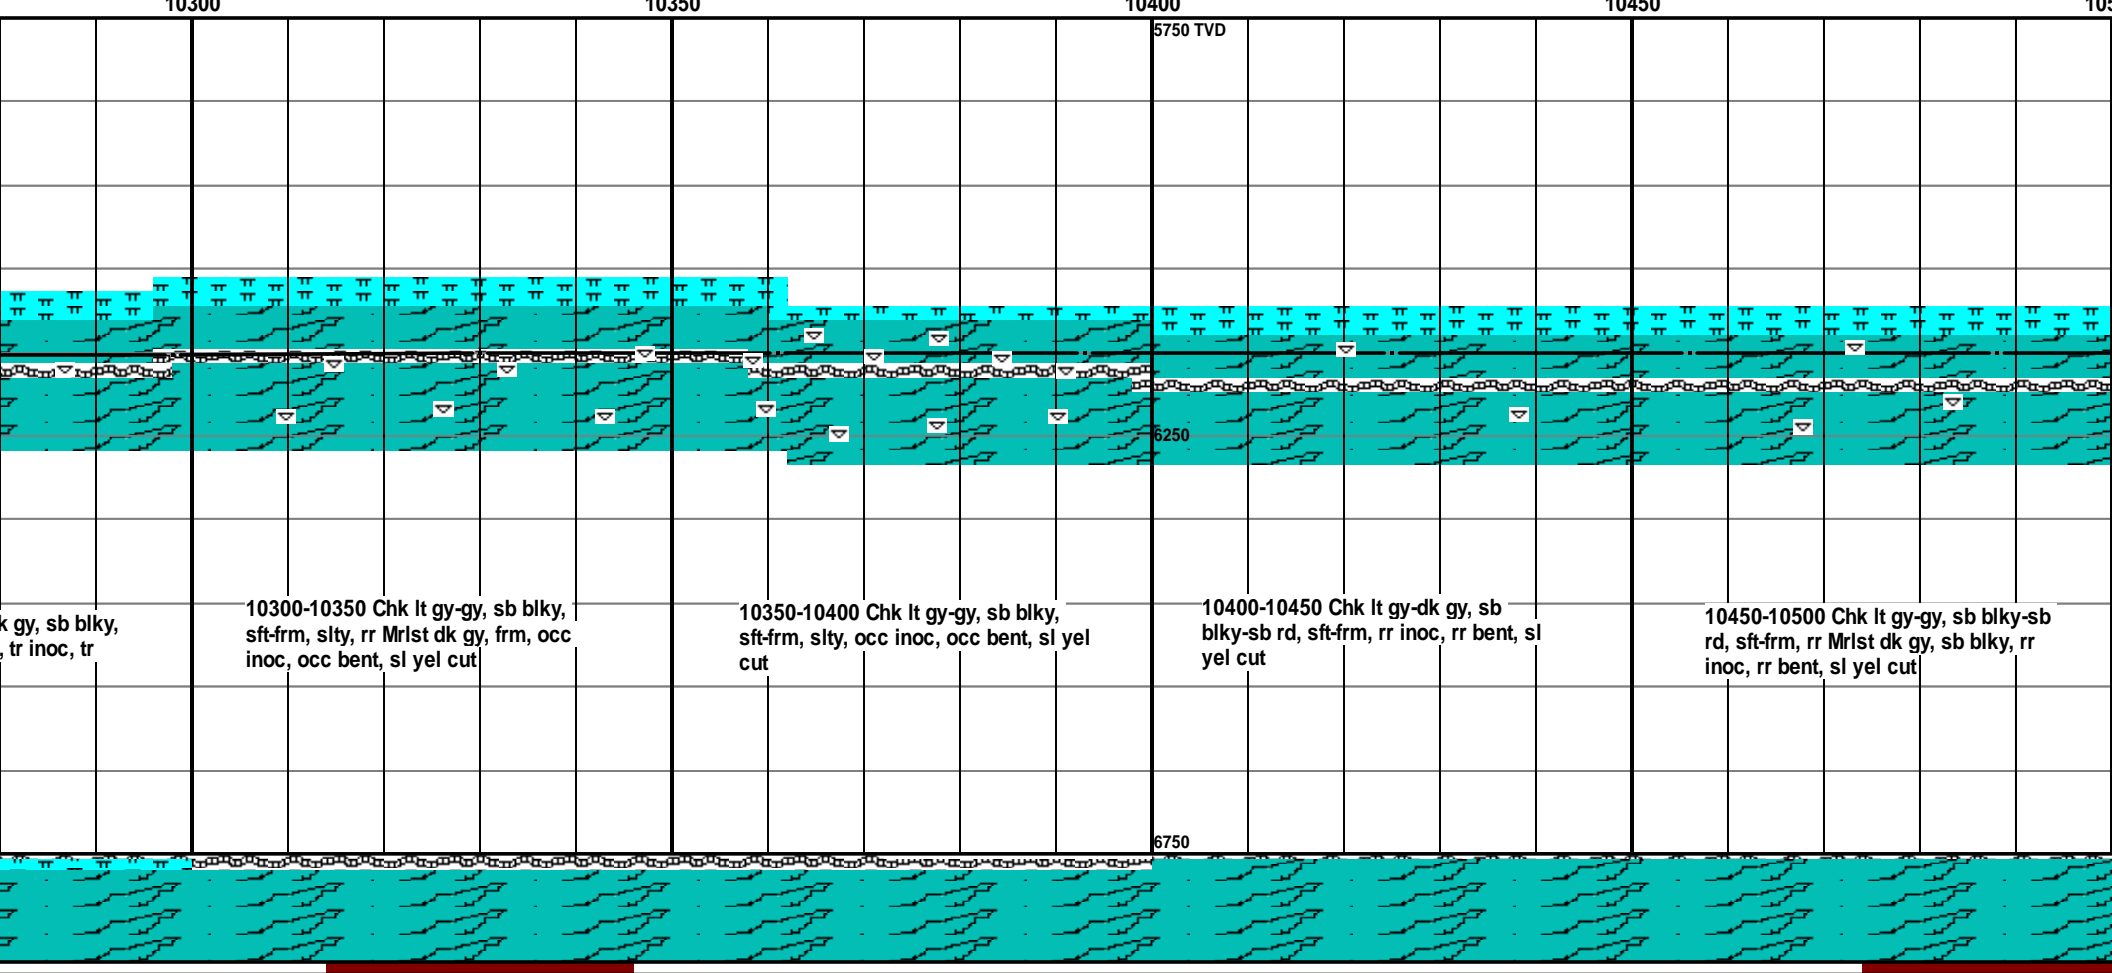 10300 10350 10400 10450
5750 TVD
6250
k gy, sb blky,
, tr inoc, tr
10300-10350 Chk lt gy-gy, sb blky,
sft-frm, slty, rr Mrlst dk gy, frm, occ
inoc, occ bent, sl yel cut
10350-10400 Chk lt gy-gy, sb blky,
sft-frm, slty, occ inoc, occ bent, sl yel
cut
10400-10450 Chk lt gy-dk gy, sb
blky-sb rd, sft-frm, rr inoc, rr bent, sl
yel cut
10450-10500 Chk lt gy-gy, sb blky-sb
rd, sft-frm, rr Mrlst dk gy, sb blky, rr
inoc, rr bent, sl yel cut
6750